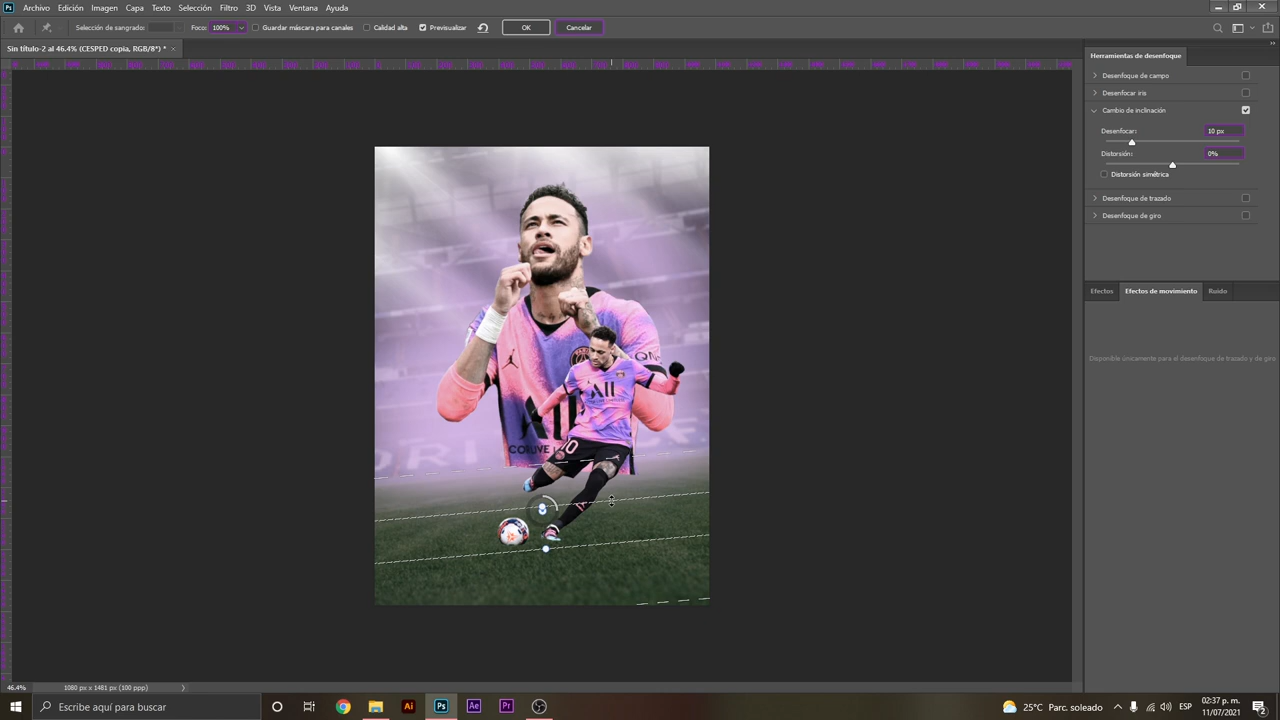 Archivo Edición Imagen Capa Texto Selección Filtro 3D Vista Ventana Ayuda
Selección de sangrado: Foco: 100% Guardar máscara para canales Calidad alta Previsualizar OK Cancelar
Sin título-2 al 46.4% (CESPED copia, RGB/8*) *
Herramientas de desenfoque
Desenfoque de campo
Desenfocar iris
Cambio de inclinación
Desenfocar: 10 px
Distorsión: 0%
Distorsión simétrica
Desenfoque de trazado
Desenfoque de giro
Efectos Efectos de movimiento Ruido
Disponible únicamente para el desenfoque de trazado y de giro
46.4% 1080 px x 1481 px (100 ppp)
Escribe aquí para buscar
25°C Parc. soleado
02:37 p. m.
11/07/2021